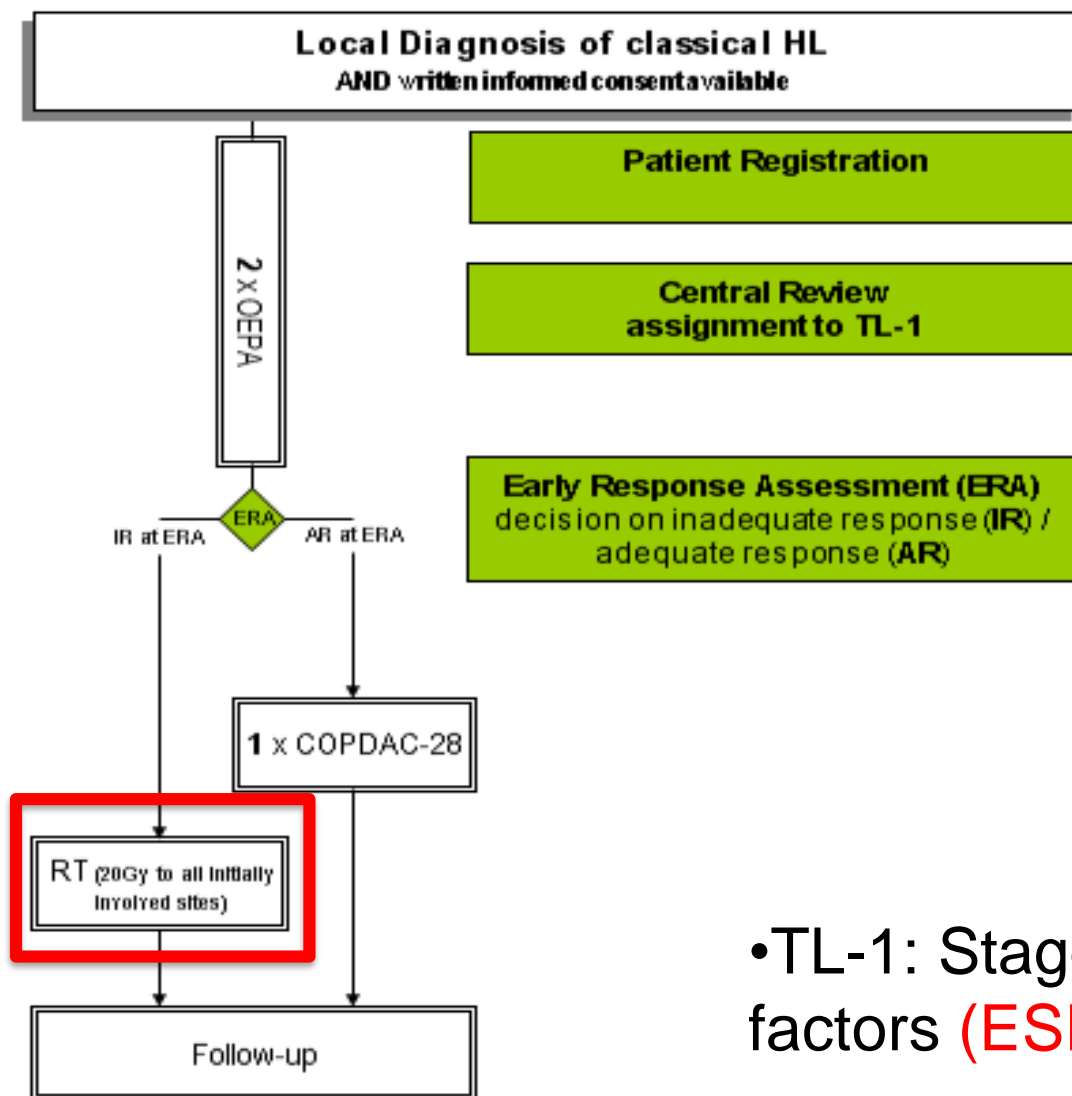 Local Diagnosis of classical HL
AND written informed consent available
Patient Registration
2 x OEPA
Central Review
assignment to TL-1
Early Response Assessment (ERA)
decision on inadequate response (IR) /
adequate response (AR)
ERA
IR at ERA
AR at ERA
1 x COPDAC-28
RT (20Gy to all initially
involved sites)
Follow-up
•TL-1: Stag
factors (ES